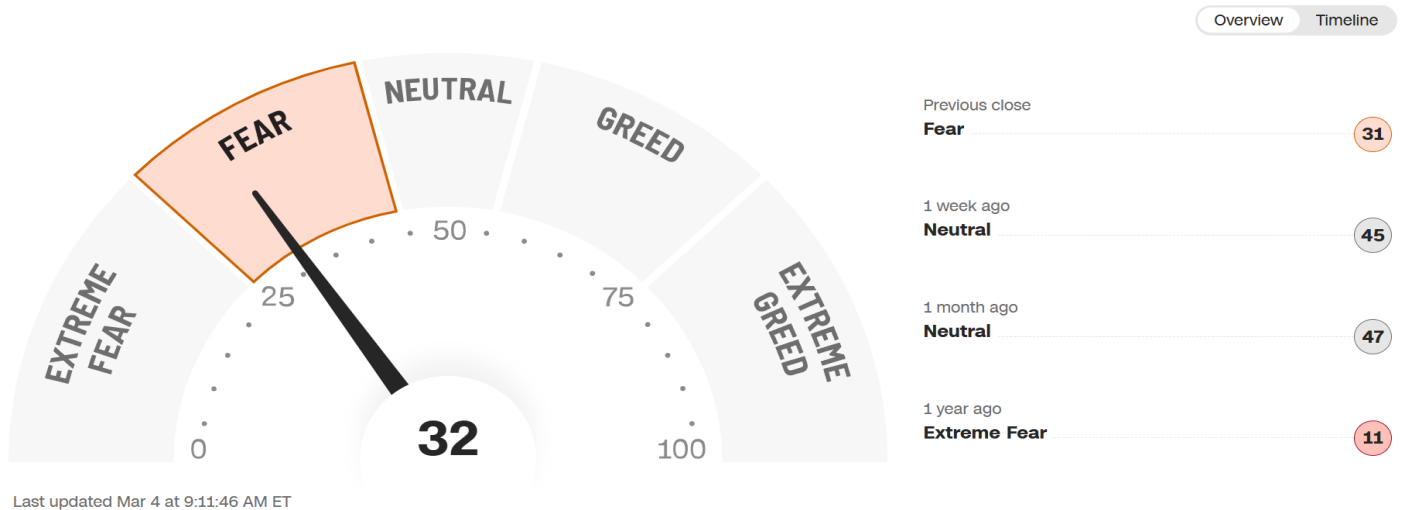 Overview Timeline
EXTREME
FEAR
FEAR
NEUTRAL
GREED
EXTREME
GREED
0
25
50
75
100
32
Last updated Mar 4 at 9:11:46 AM ET
Previous close
Fear 31
1 week ago
Neutral 45
1 month ago
Neutral 47
1 year ago
Extreme Fear 11